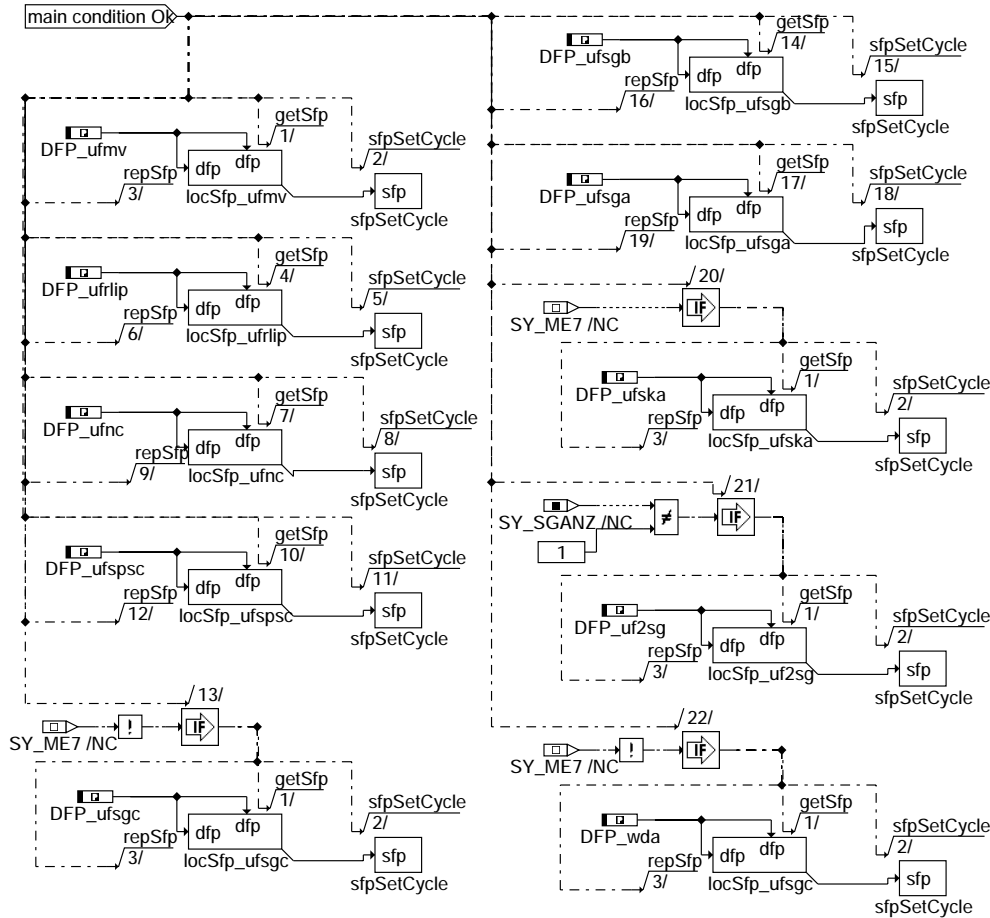 main condition Ok
getSfp
1/
sfpSetCycle
2/
DFP_ufmv
repSfp
3/
dfp
dfp
locSfp_ufmv
sfp
sfpSetCycle
getSfp
4/
sfpSetCycle
5/
DFP_ufrlip
repSfp
6/
dfp
dfp
locSfp_ufrlip
sfp
sfpSetCycle
getSfp
7/
sfpSetCycle
8/
DFP_ufnc
repSfp
9/
dfp
dfp
locSfp_ufnc
sfp
sfpSetCycle
getSfp
10/
sfpSetCycle
11/
DFP_ufspsc
repSfp
12/
dfp
dfp
locSfp_ufspsc
sfp
sfpSetCycle
13/
SY_ME7 /NC
!
IF
getSfp
1/
sfpSetCycle
2/
DFP_ufsgc
repSfp
3/
dfp
dfp
locSfp_ufsgc
sfp
sfpSetCycle
getSfp
14/
sfpSetCycle
15/
DFP_ufsgb
repSfp
16/
dfp
dfp
locSfp_ufsgb
sfp
sfpSetCycle
getSfp
17/
sfpSetCycle
18/
DFP_ufsga
repSfp
19/
dfp
dfp
locSfp_ufsga
sfp
sfpSetCycle
20/
SY_ME7 /NC
IF
getSfp
1/
sfpSetCycle
2/
DFP_ufska
repSfp
3/
dfp
dfp
locSfp_ufska
sfp
sfpSetCycle
21/
SY_SGANZ /NC
≠
IF
1
getSfp
1/
sfpSetCycle
2/
DFP_uf2sg
repSfp
3/
dfp
dfp
locSfp_uf2sg
sfp
sfpSetCycle
22/
SY_ME7 /NC
!
IF
getSfp
1/
sfpSetCycle
2/
DFP_wda
repSfp
3/
dfp
dfp
locSfp_ufsgc
sfp
sfpSetCycle